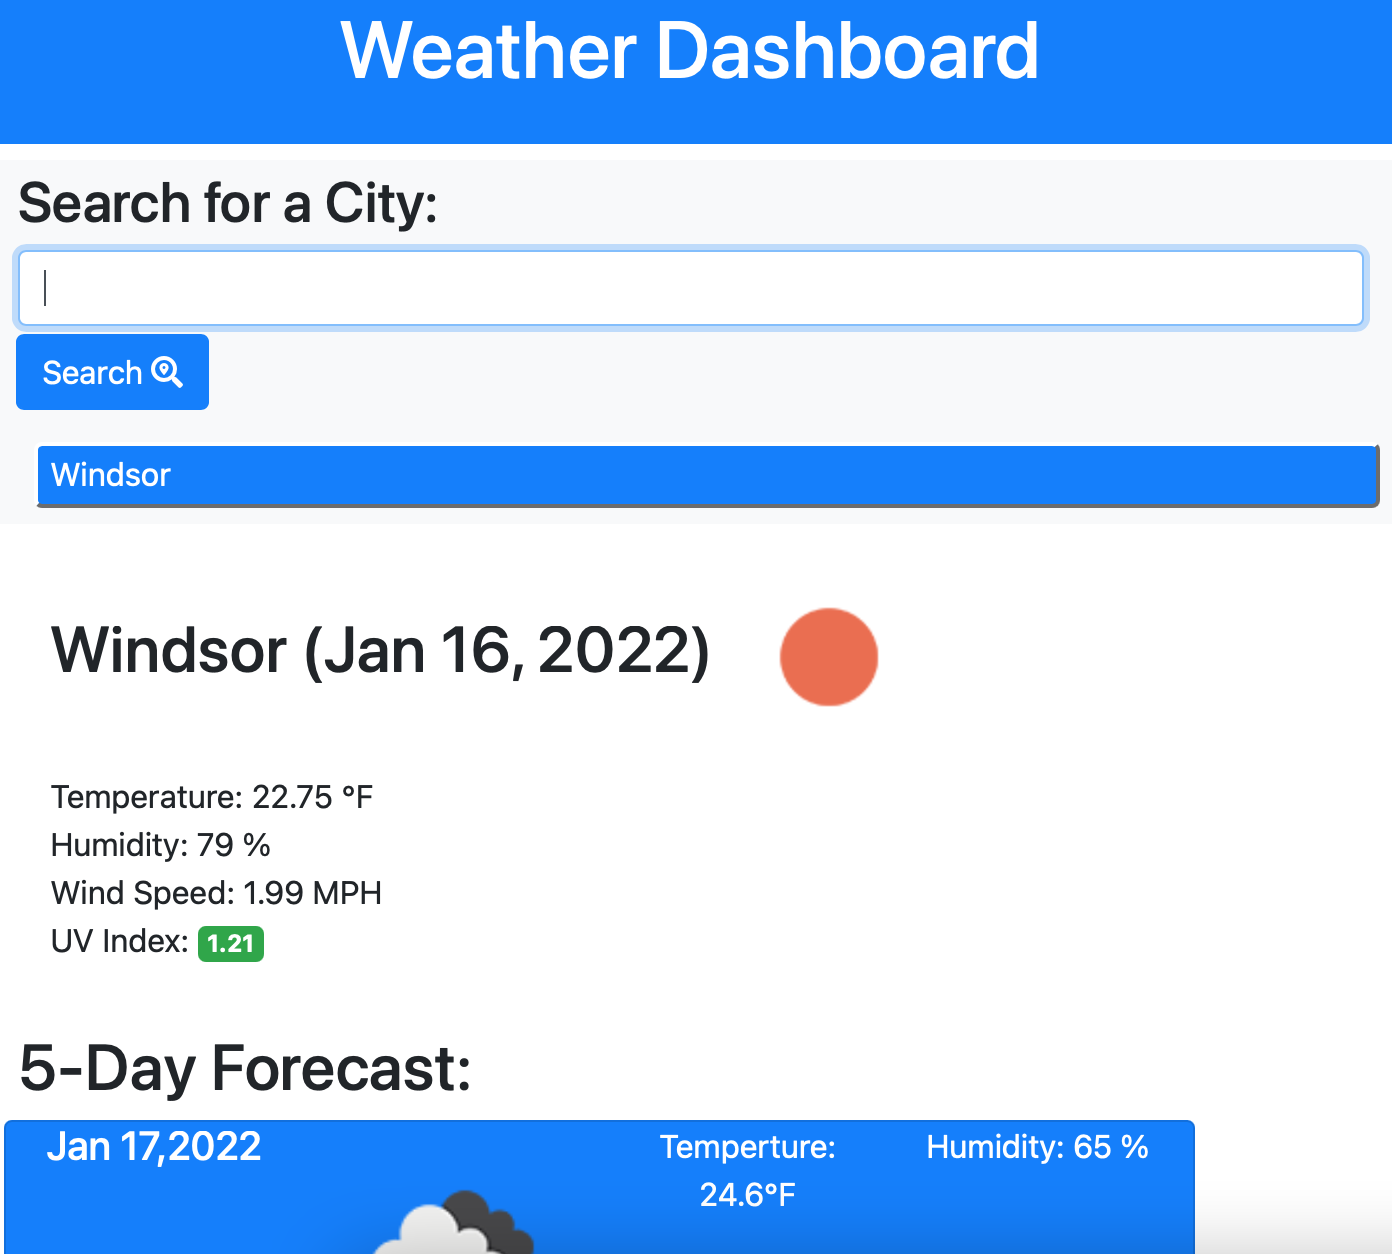 Weather Dashboard
Search for a City:
Search
Windsor
Windsor (Jan 16, 2022)
Temperature: 22.75 °F
Humidity: 79 %
Wind Speed: 1.99 MPH
UV Index: 1.21
5-Day Forecast:
Jan 17,2022
Temperture:
24.6°F
Humidity: 65 %